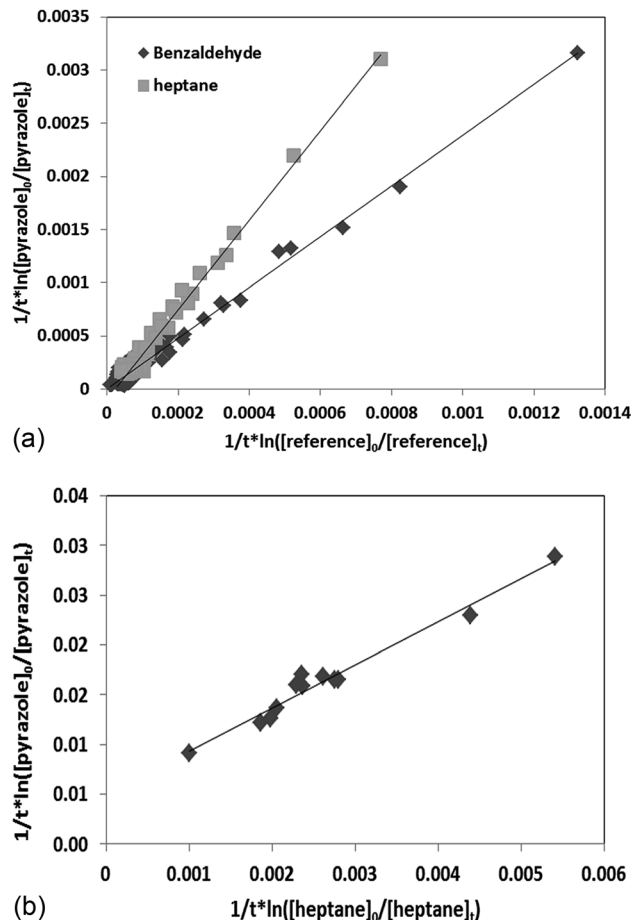 0.0035
0.003
0.0025
0.002
0.0015
0.001
0.0005
0
1/t*ln([pyrazole]₀/[pyrazole]ₜ)
Benzaldehyde
heptane
0 0.0002 0.0004 0.0006 0.0008 0.001 0.0012 0.0014
1/t*ln([reference]₀/[reference]ₜ)
(a)
0.04
0.03
0.03
0.02
0.02
0.01
0.01
0.00
1/t*ln([pyrazole]₀/[pyrazole]ₜ)
0 0.001 0.002 0.003 0.004 0.005 0.006
1/t*ln([heptane]₀/[heptane]ₜ)
(b)